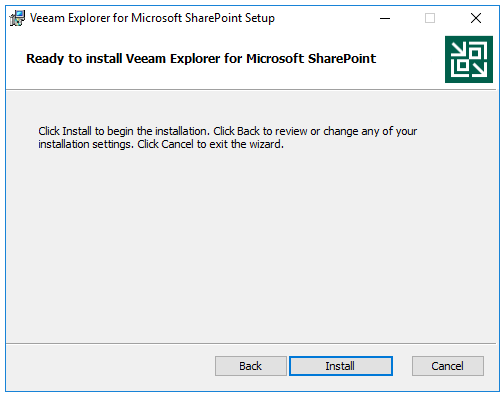 Veeam Explorer for Microsoft SharePoint Setup
Ready to install Veeam Explorer for Microsoft SharePoint
Click Install to begin the installation. Click Back to review or change any of your
installation settings. Click Cancel to exit the wizard.
Back
Install
Cancel